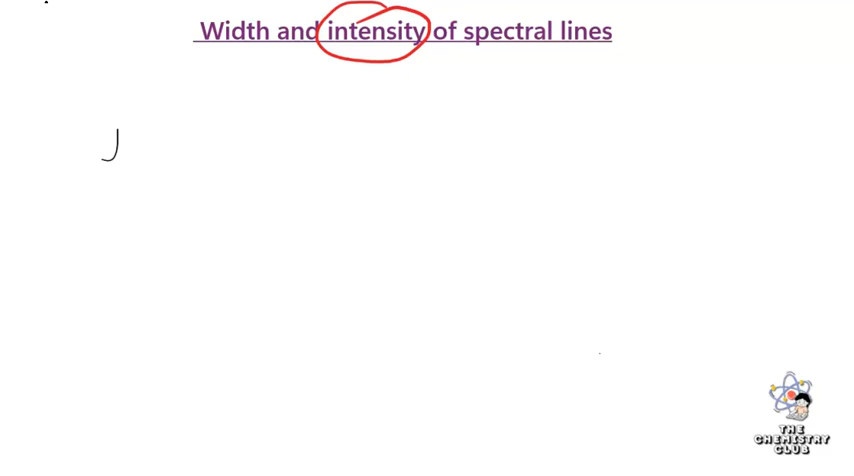 Width and intensity of spectral lines
J
THE
CHEMISTRY
CLUB